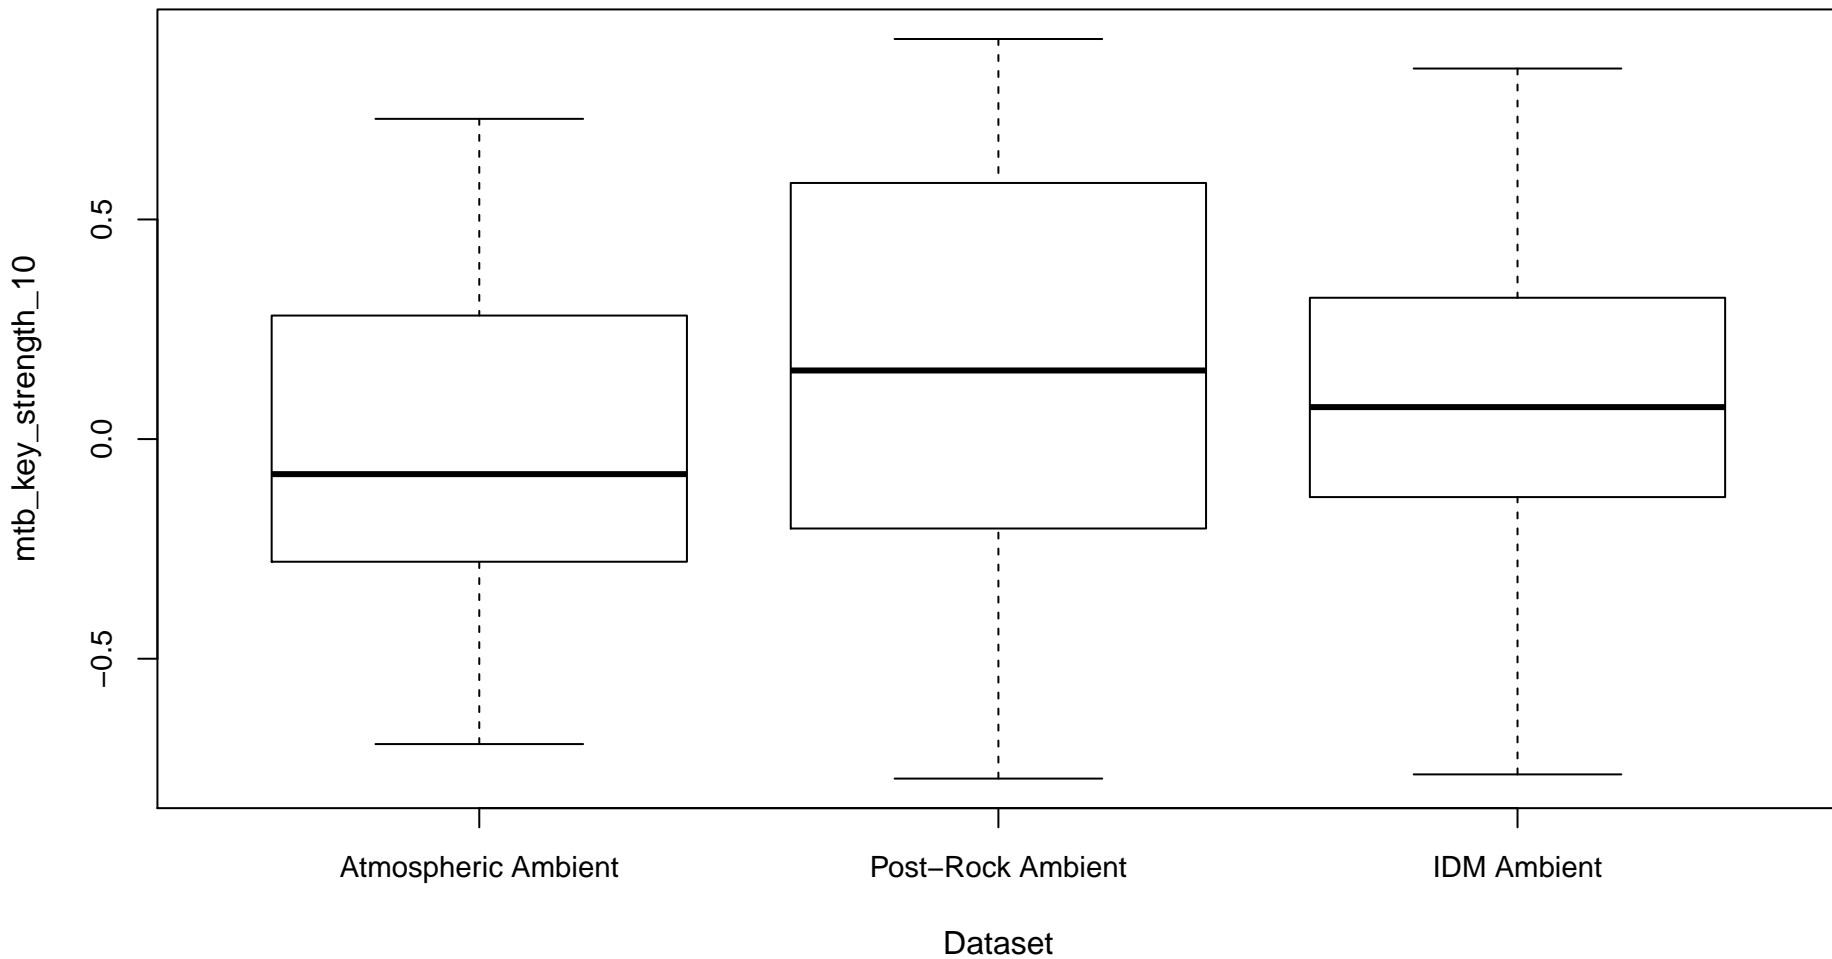 mtb_key_strength_10
0.5
0.0
−0.5
Atmospheric Ambient
Post−Rock Ambient
IDM Ambient
Dataset